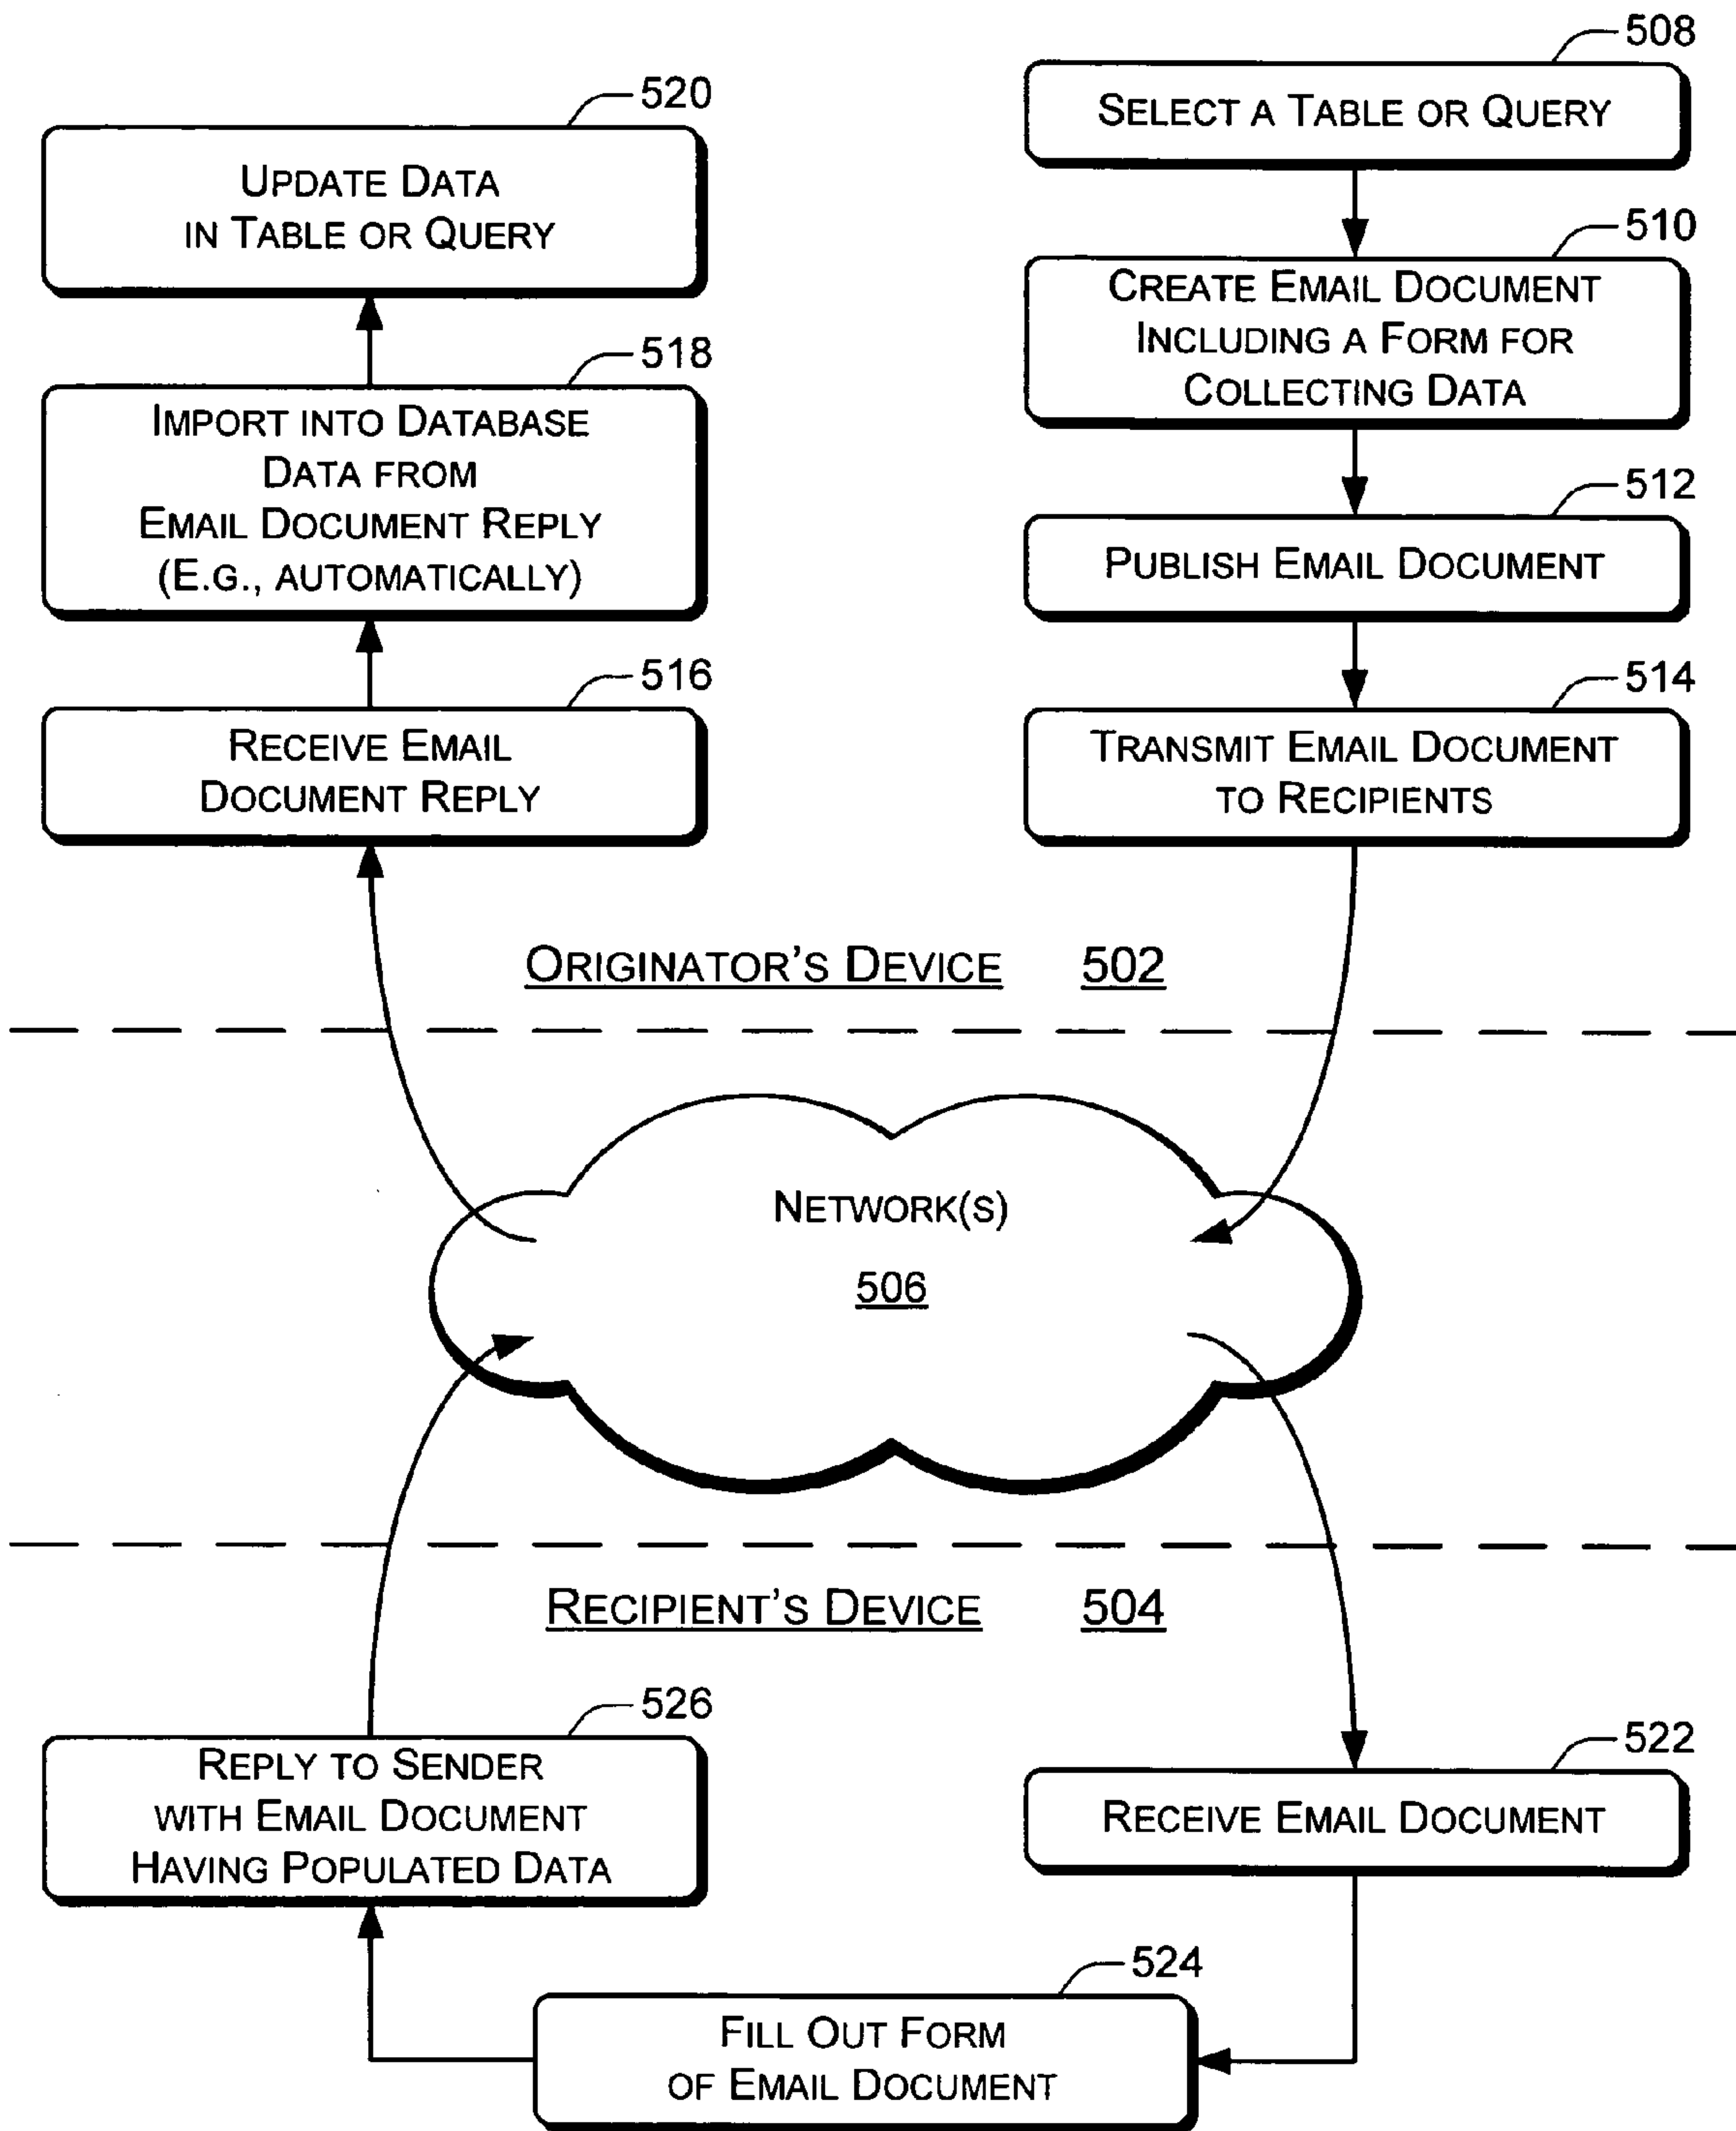 508
SELECT A TABLE OR QUERY
510
CREATE EMAIL DOCUMENT
INCLUDING A FORM FOR
COLLECTING DATA
512
PUBLISH EMAIL DOCUMENT
514
TRANSMIT EMAIL DOCUMENT
TO RECIPIENTS
520
UPDATE DATA
IN TABLE OR QUERY
518
IMPORT INTO DATABASE
DATA FROM
EMAIL DOCUMENT REPLY
(E.G., AUTOMATICALLY)
516
RECEIVE EMAIL
DOCUMENT REPLY
ORIGINATOR'S DEVICE 502
NETWORK(S)
506
RECIPIENT'S DEVICE 504
522
RECEIVE EMAIL DOCUMENT
524
FILL OUT FORM
OF EMAIL DOCUMENT
526
REPLY TO SENDER
WITH EMAIL DOCUMENT
HAVING POPULATED DATA